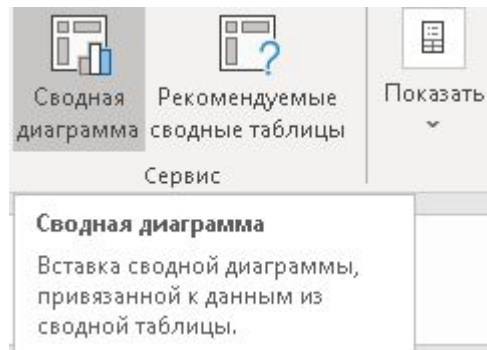 Сводная
диаграмма
Рекомендуемые
сводные таблицы
Показать
Сервис
Сводная диаграмма
Вставка сводной диаграммы,
привязанной к данным из
сводной таблицы.